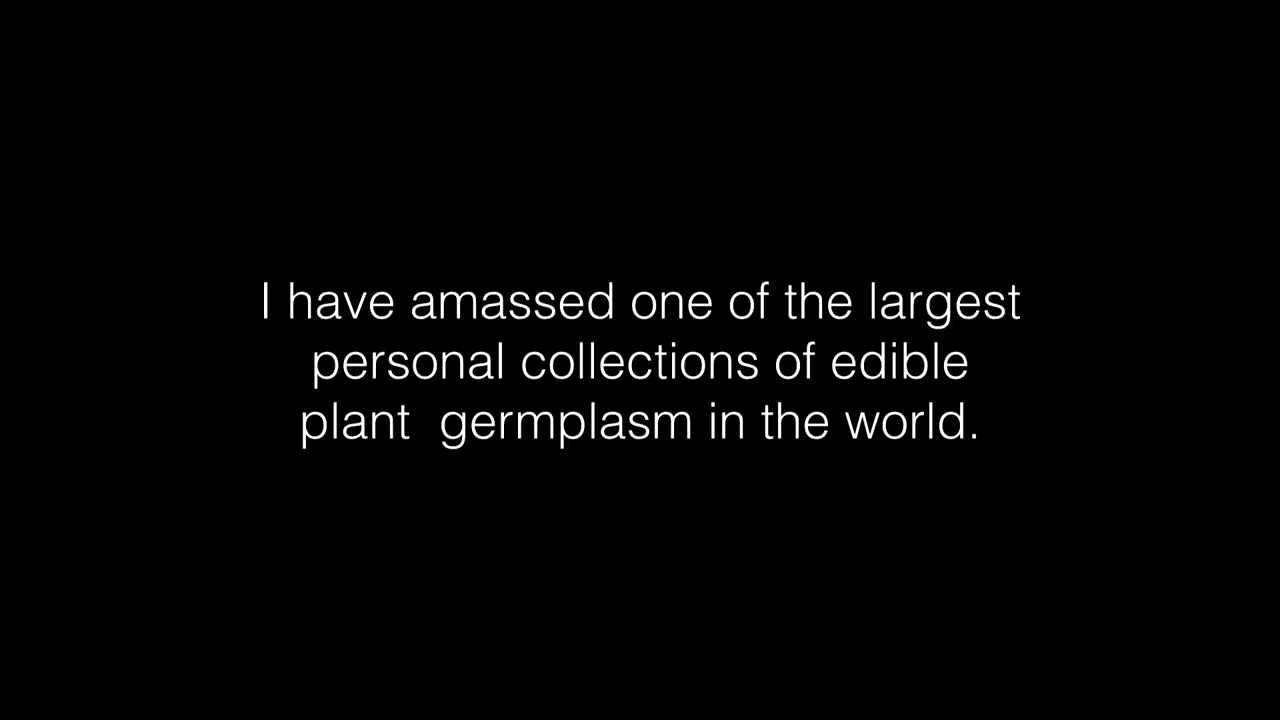 I have amassed one of the largest
personal collections of edible
plant  germplasm in the world.